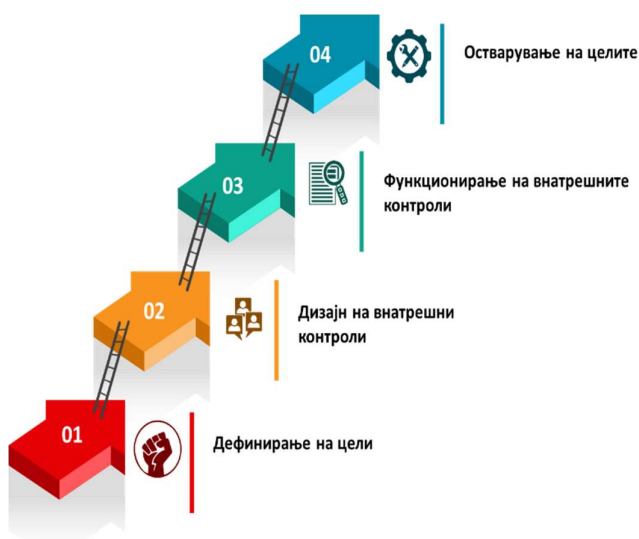 04
Остварување на целите
03
Функционирање на внатрешните
контроли
02
Дизајн на внатрешни
контроли
01
Дефинирање на цели